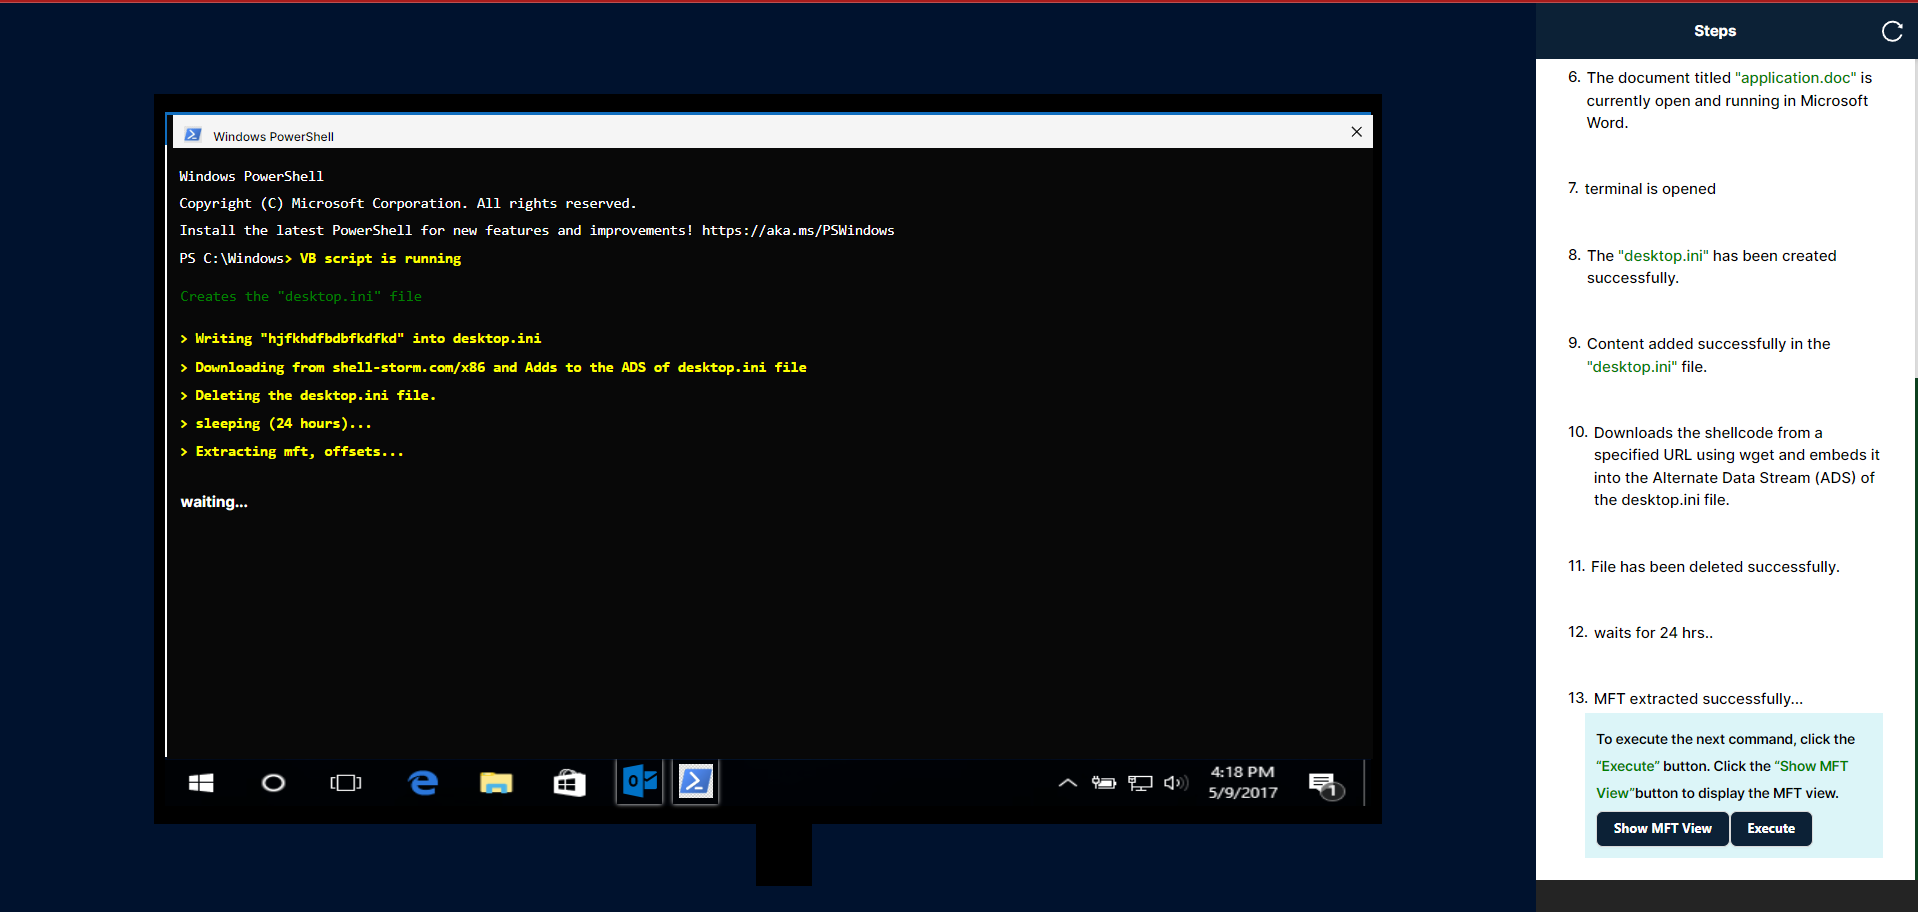 Steps
Windows PowerShell
Windows PowerShell
Copyright (C) Microsoft Corporation. All rights reserved.
Install the latest PowerShell for new features and improvements! https://aka.ms/PSWindows
PS C:\Windows> VB script is running
Creates the "desktop.ini" file
> Writing "hjfkhdfbdbfkdfkd" into desktop.ini
> Downloading from shell-storm.com/x86 and Adds to the ADS of desktop.ini file
> Deleting the desktop.ini file.
> sleeping (24 hours)...
> Extracting mft, offsets...
waiting...
4:18 PM
5/9/2017
1
6. The document titled "application.doc" is
currently open and running in Microsoft
Word.
7. terminal is opened
8. The "desktop.ini" has been created
successfully.
9. Content added successfully in the
"desktop.ini" file.
10. Downloads the shellcode from a
specified URL using wget and embeds it
into the Alternate Data Stream (ADS) of
the desktop.ini file.
11. File has been deleted successfully.
12. waits for 24 hrs..
13. MFT extracted successfully...
To execute the next command, click the
“Execute” button. Click the “Show MFT
View”button to display the MFT view.
Show MFT View
Execute